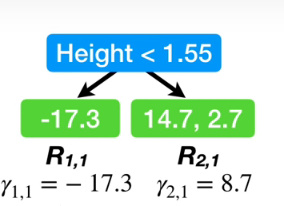 Height < 1.55
-17.3 14.7, 2.7
R1,1 R2,1
γ1,1 = − 17.3 γ2,1 = 8.7